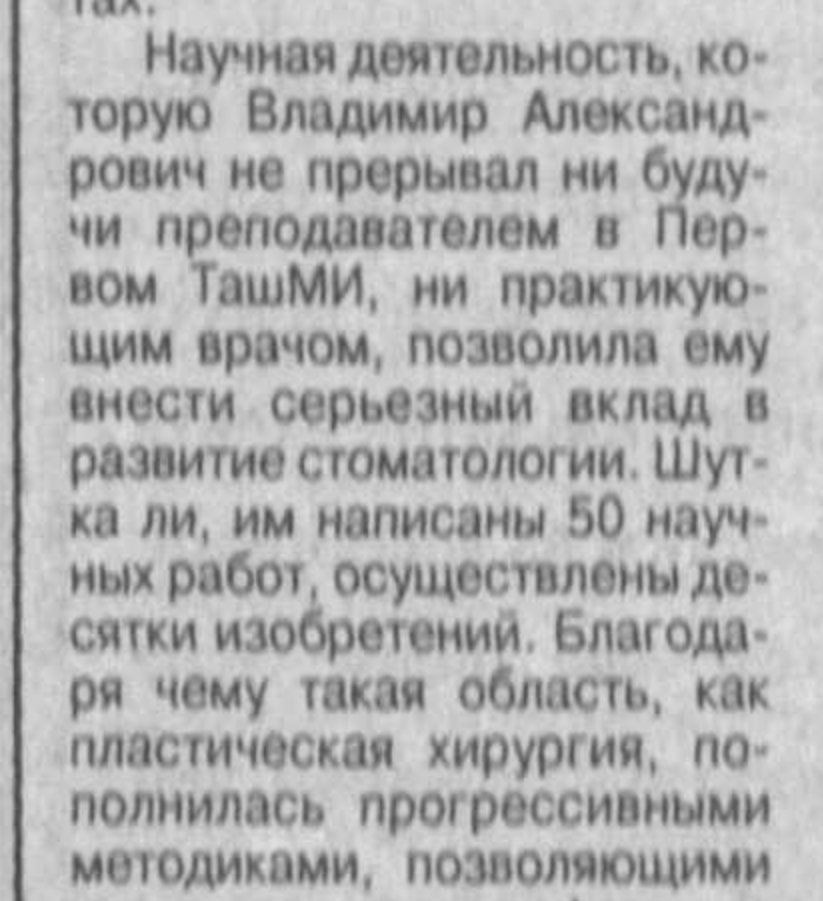 тах.
Научная деятельность, ко-
торую Владимир Александ-
рович не прерывал ни буду-
чи преподавателем в Пер-
вом ТашМИ, ни практикую-
щим врачом, позволила ему
внести серьезный вклад в
развитие стоматологии. Шут-
ка ли, им написаны 50 науч-
ных работ, осуществлены де-
сятки изобретений. Благода-
ря чему такая область, как
пластическая хирургия, по-
полнилась прогрессивными
методиками, позволяющими